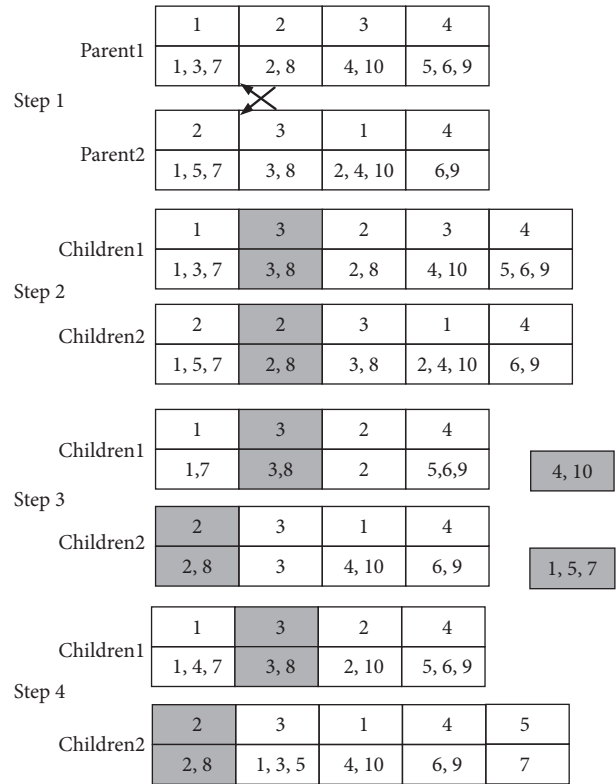 1 2 3 4
Parent1
1, 3, 7 2, 8 4, 10 5, 6, 9
Step 1
2 3 1 4
Parent2
1, 5, 7 3, 8 2, 4, 10 6,9
1 3 2 3 4
Children1
1, 3, 7 3, 8 2, 8 4, 10 5, 6, 9
Step 2
2 2 3 1 4
Children2
1, 5, 7 2, 8 3, 8 2, 4, 10 6, 9
1 3 2 4
Children1
1,7 3,8 2 5,6,9 4, 10
Step 3
2 3 1 4
Children2
2, 8 3 4, 10 6, 9 1, 5, 7
1 3 2 4
Children1
1, 4, 7 3, 8 2, 10 5, 6, 9
Step 4
2 3 1 4 5
Children2
2, 8 1, 3, 5 4, 10 6, 9 7